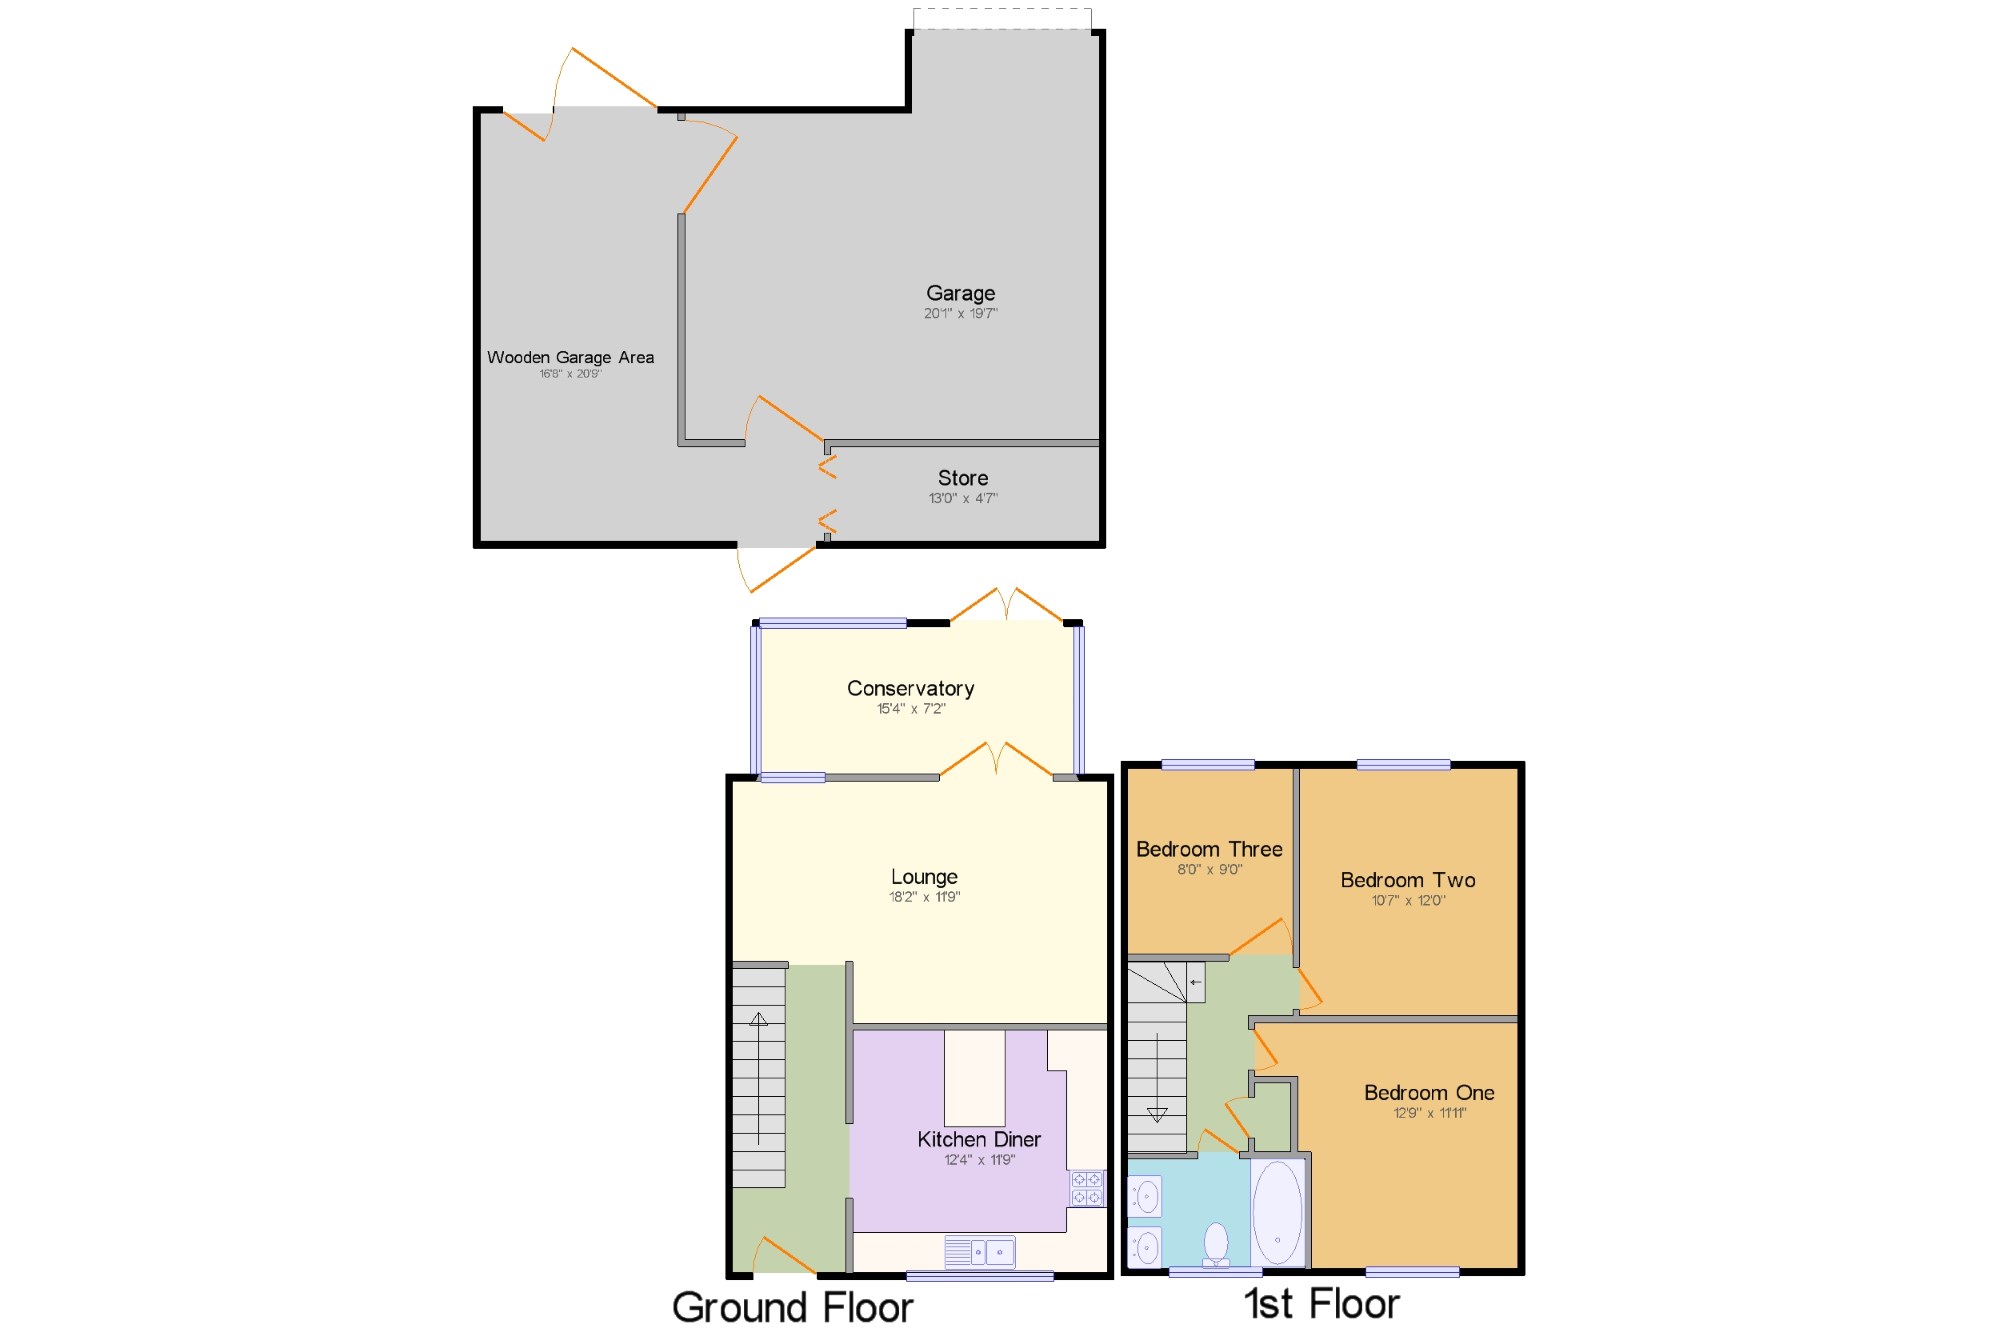 Garage
20'1" x 19'7"
Wooden Garage Area
16'8" x 20'9"
Store
13'0" x 4'7"
Conservatory
15'4" x 7'2"
Lounge
18'2" x 11'9"
Kitchen Diner
12'4" x 11'9"
Ground Floor
Bedroom Three
8'0" x 9'0"
Bedroom Two
10'7" x 12'0"
Bedroom One
12'9" x 11'11"
1st Floor